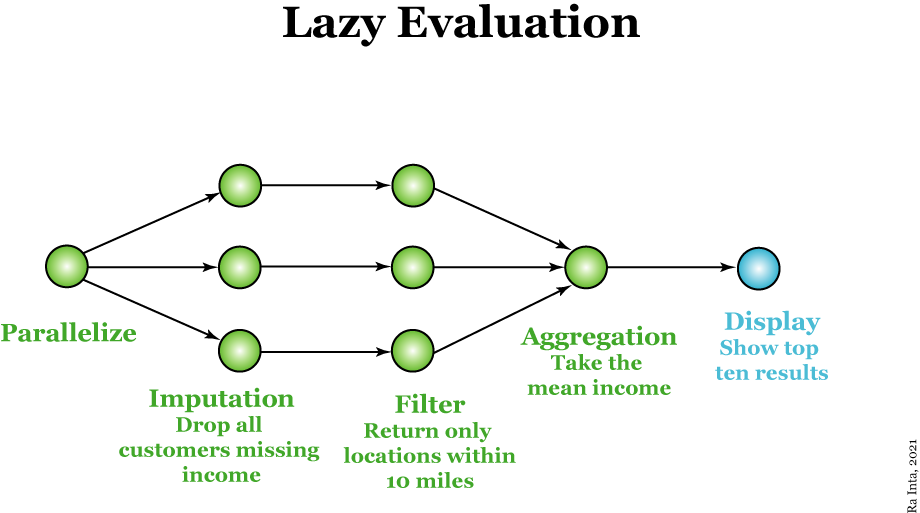 Lazy Evaluation
Parallelize
Imputation
Drop all
customers missing
income
Filter
Return only
locations within
10 miles
Aggregation
Take the
mean income
Display
Show top
ten results
Ra Inta, 2021